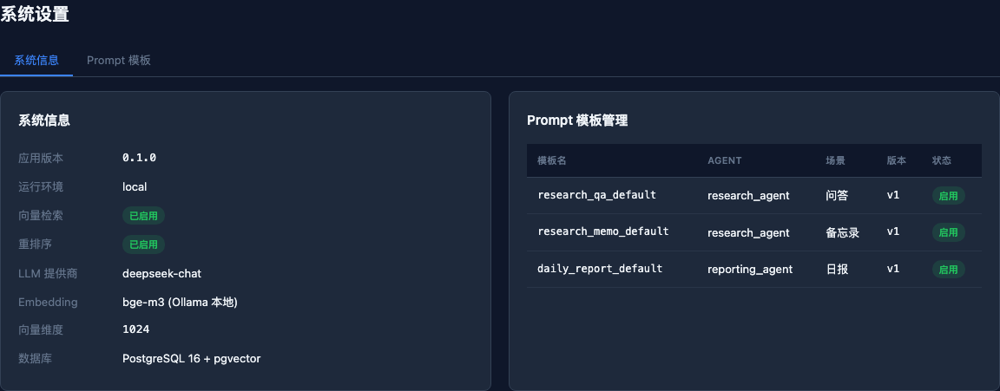 系统设置
系统信息 Prompt 模板
系统信息
应用版本 0.1.0
运行环境 local
向量检索 已启用
重排序 已启用
LLM 提供商 deepseek-chat
Embedding bge-m3 (Ollama 本地)
向量维度 1024
数据库 PostgreSQL 16 + pgvector
Prompt 模板管理
模板名 AGENT 场景 版本 状态
research_qa_default research_agent 问答 v1 启用
research_memo_default research_agent 备忘录 v1 启用
daily_report_default reporting_agent 日报 v1 启用